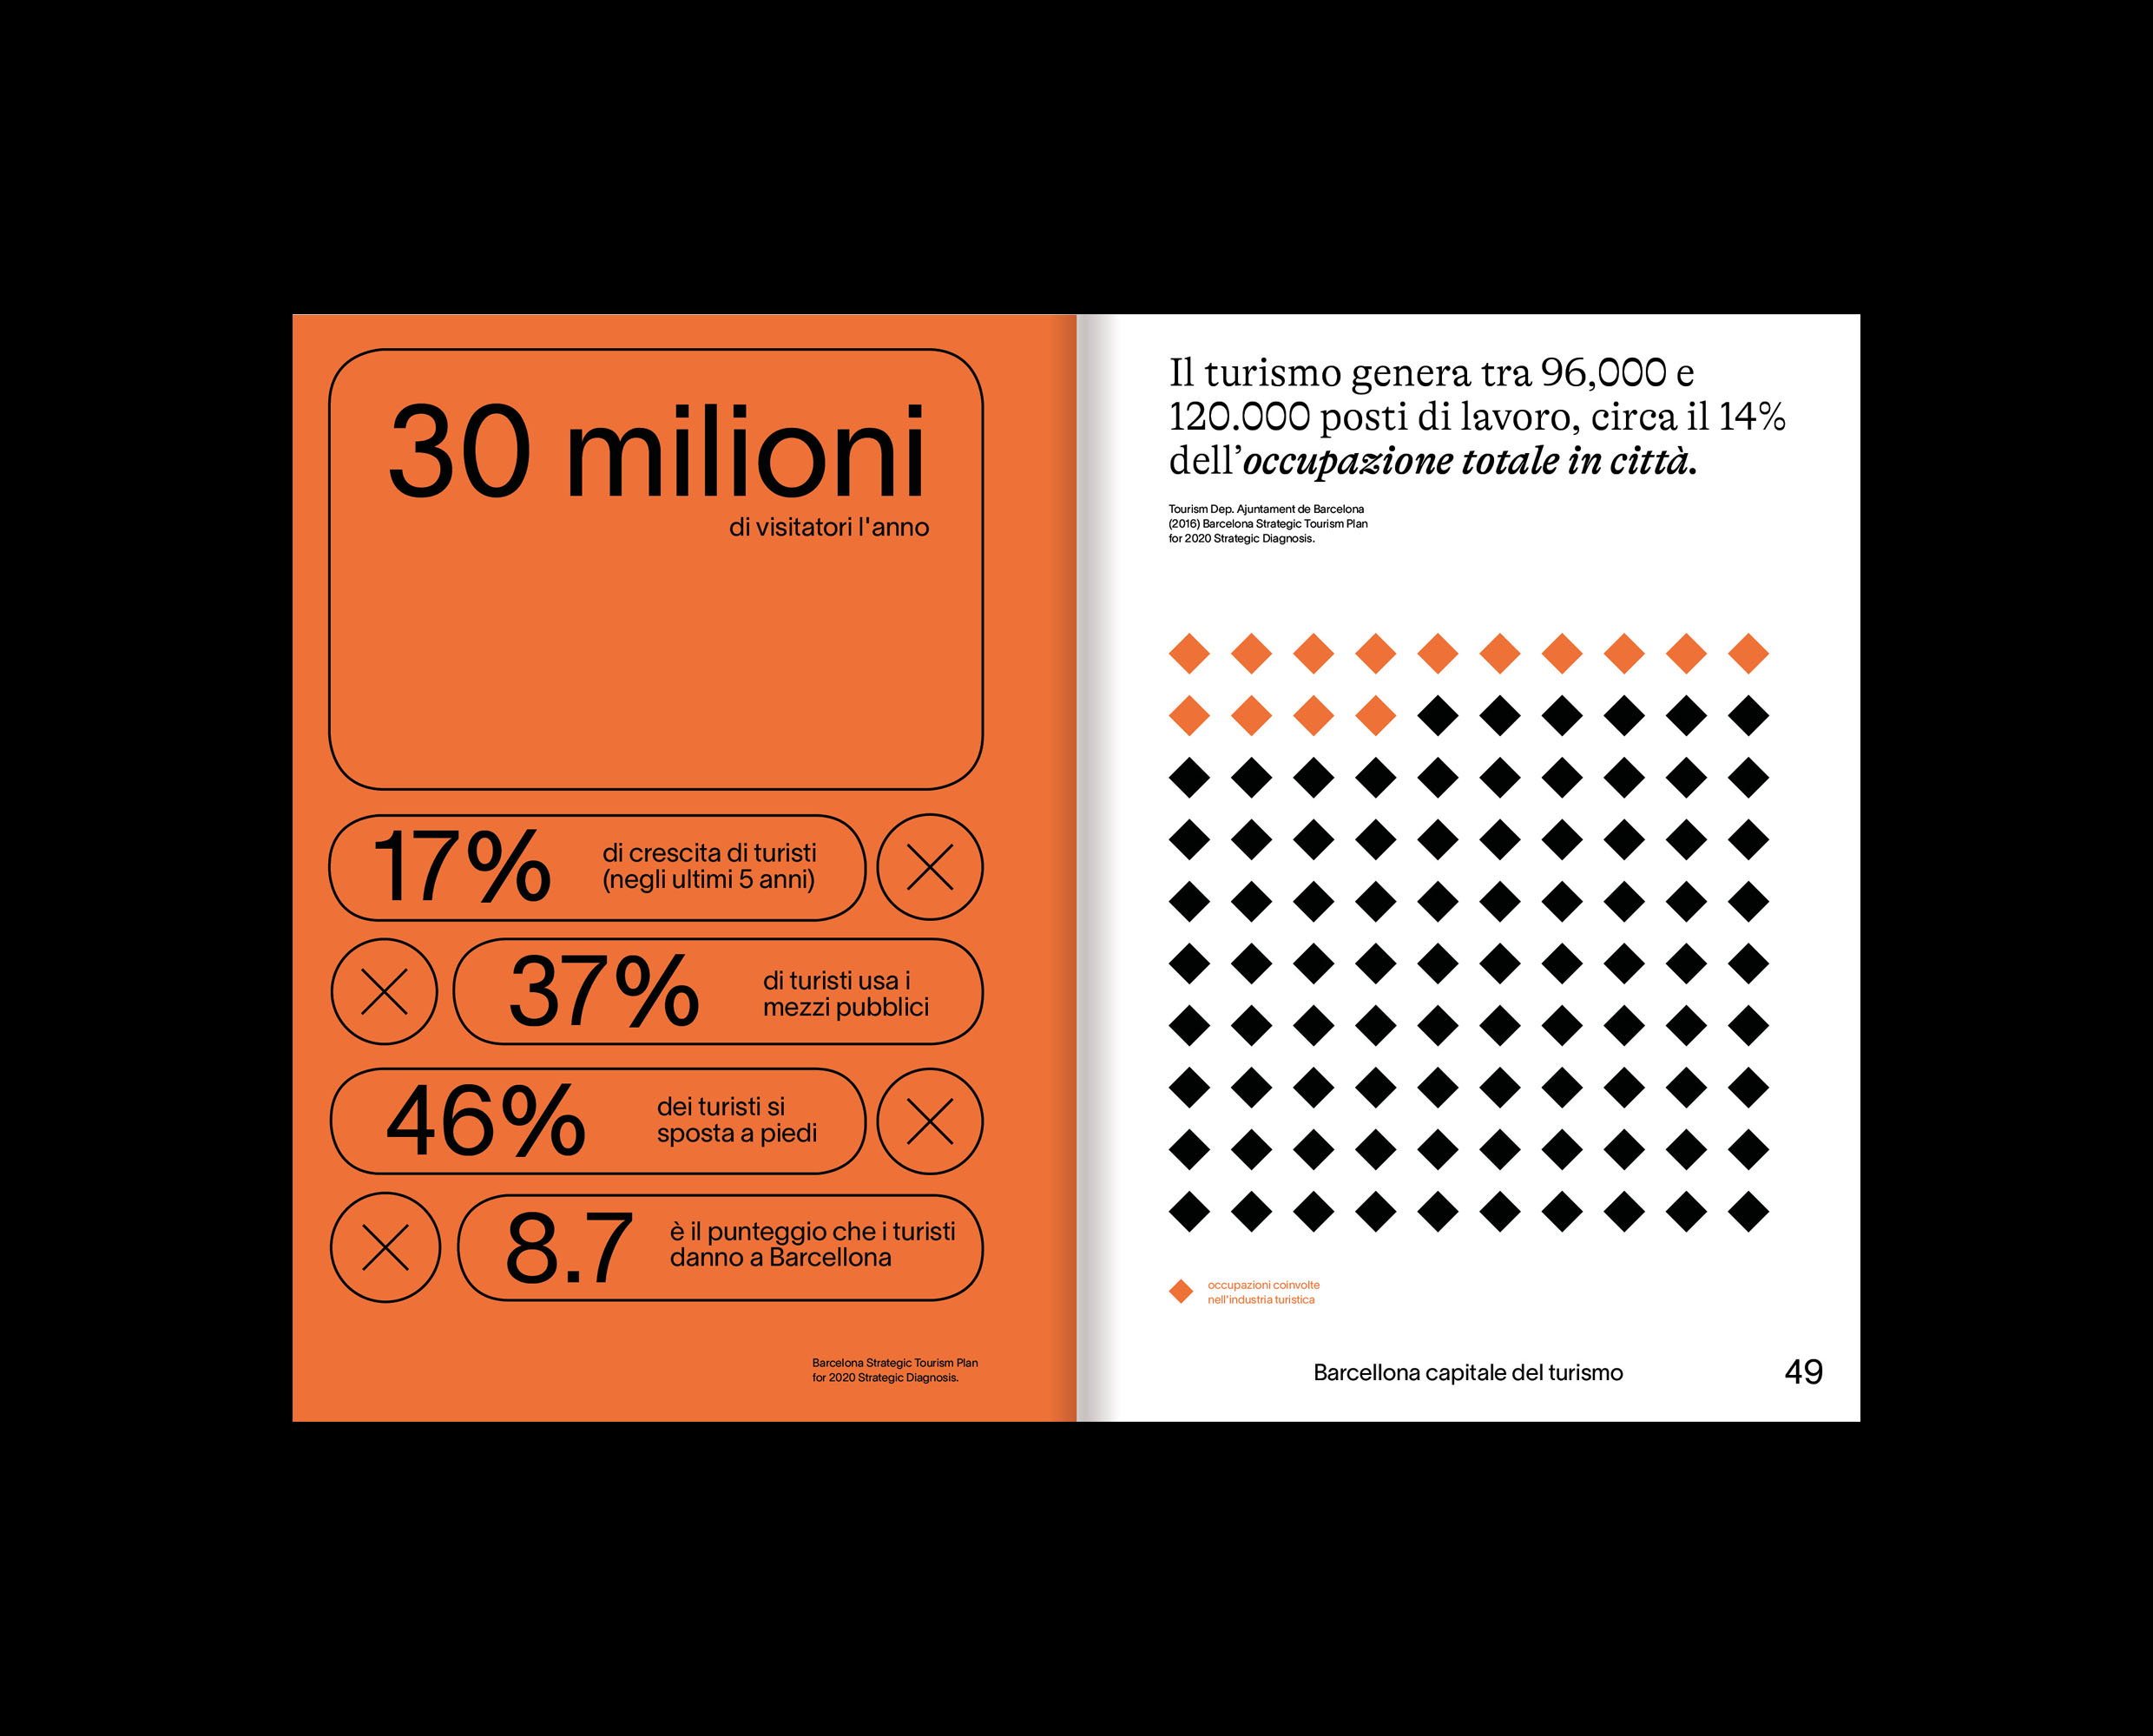 30 milioni
di visitatori l'anno
17%
di crescita di turisti
(negli ultimi 5 anni)
37%
di turisti usa i
mezzi pubblici
46%
dei turisti si
sposta a piedi
8.7
è il punteggio che i turisti
danno a Barcellona
Barcelona Strategic Tourism Plan
for 2020 Strategic Diagnosis.
Il turismo genera tra 96,000 e
120.000 posti di lavoro, circa il 14%
dell’occupazione totale in città.
Tourism Dep. Ajuntament de Barcelona
(2016) Barcelona Strategic Tourism Plan
for 2020 Strategic Diagnosis.
occupazioni coinvolte
nell'industria turistica
Barcellona capitale del turismo
49